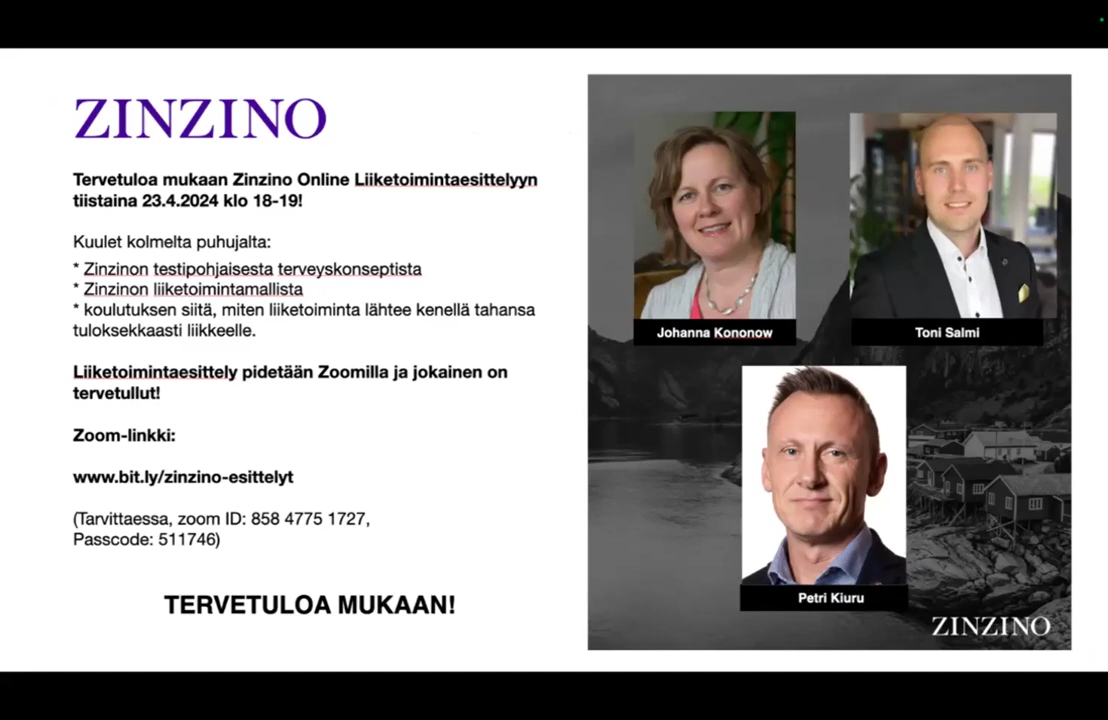 ZINZINO
Tervetuloa mukaan Zinzino Online Liiketoimintaesittelyyn
tiistaina 23.4.2024 klo 18-19!
Kuulet kolmelta puhujalta:
* Zinzinon testipohjaisesta terveyskonseptista
* Zinzinon liiketoimintamallista
* koulutuksen siitä, miten liiketoiminta lähtee kenellä tahansa
tuloksekkaasti liikkeelle.
Liiketoimintaesittely pidetään Zoomilla ja jokainen on
tervetullut!
Zoom-linkki:
www.bit.ly/zinzino-esittelyt
(Tarvittaessa, zoom ID: 858 4775 1727,
Passcode: 511746)
TERVETULOA MUKAAN!
Johanna Kononow
Toni Salmi
Petri Kiuru
ZINZINO